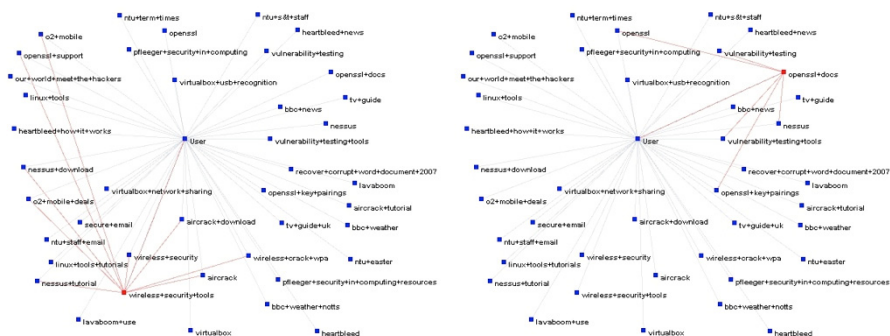 ntu+term+times
ntu+s&t+staff
o2+mobile
openssl
heartbleed+news
openssl+support
pfleeger+security+in+computing
vulnerability+testing
our+world+meet+the+hackers
virtualbox+usb+recognition
openssl+docs
linux+tools
bbc+news
tv+guide
nessus
heartbleed+how+it+works
User
vulnerability+testing+tools
nessus+download
recover+corrupt+word+document+2007
virtualbox+network+sharing
openssl+key+pairings
lavaboom
o2+mobile+deals
aircrack+tutorial
secure+email
aircrack+download
tv+guide+uk
bbc+weather
ntu+staff+email
wireless+security
wireless+crack+wpa
ntu+easter
linux+tools+tutorials
aircrack
pfleeger+security+in+computing+resources
nessus+tutorial
wireless+security+tools
bbc+weather+notts
lavaboom+use
virtualbox
heartbleed
ntu+term+times
ntu+s&t+staff
o2+mobile
openssl
heartbleed+news
openssl+support
pfleeger+security+in+computing
vulnerability+testing
our+world+meet+the+hackers
virtualbox+usb+recognition
openssl+docs
linux+tools
bbc+news
tv+guide
nessus
heartbleed+how+it+works
User
vulnerability+testing+tools
nessus+download
recover+corrupt+word+document+2007
virtualbox+network+sharing
openssl+key+pairings
lavaboom
o2+mobile+deals
aircrack+tutorial
secure+email
aircrack+download
tv+guide+uk
bbc+weather
ntu+staff+email
wireless+security
wireless+crack+wpa
ntu+easter
linux+tools+tutorials
aircrack
pfleeger+security+in+computing+resources
nessus+tutorial
wireless+security+tools
bbc+weather+notts
lavaboom+use
virtualbox
heartbleed